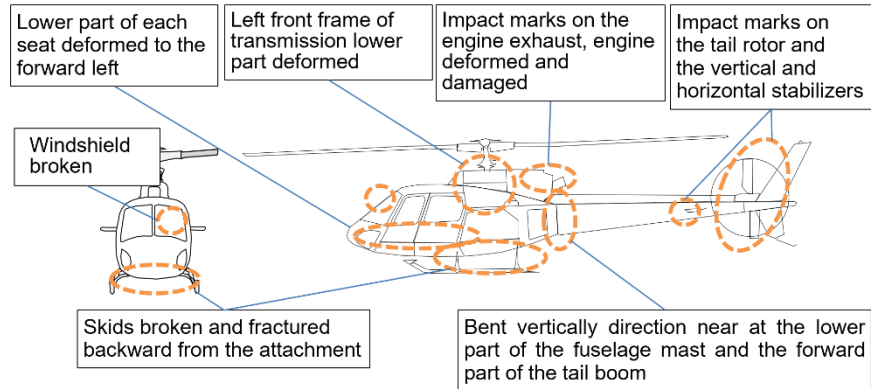 Lower part of each
seat deformed to the
forward left
Left front frame of
transmission lower
part deformed
Impact marks on the
engine exhaust, engine
deformed and
damaged
Impact marks on
the tail rotor and
the vertical and
horizontal stabilizers
Windshield
broken
Skids broken and fractured
backward from the attachment
Bent vertically direction near at the lower
part of the fuselage mast and the forward
part of the tail boom